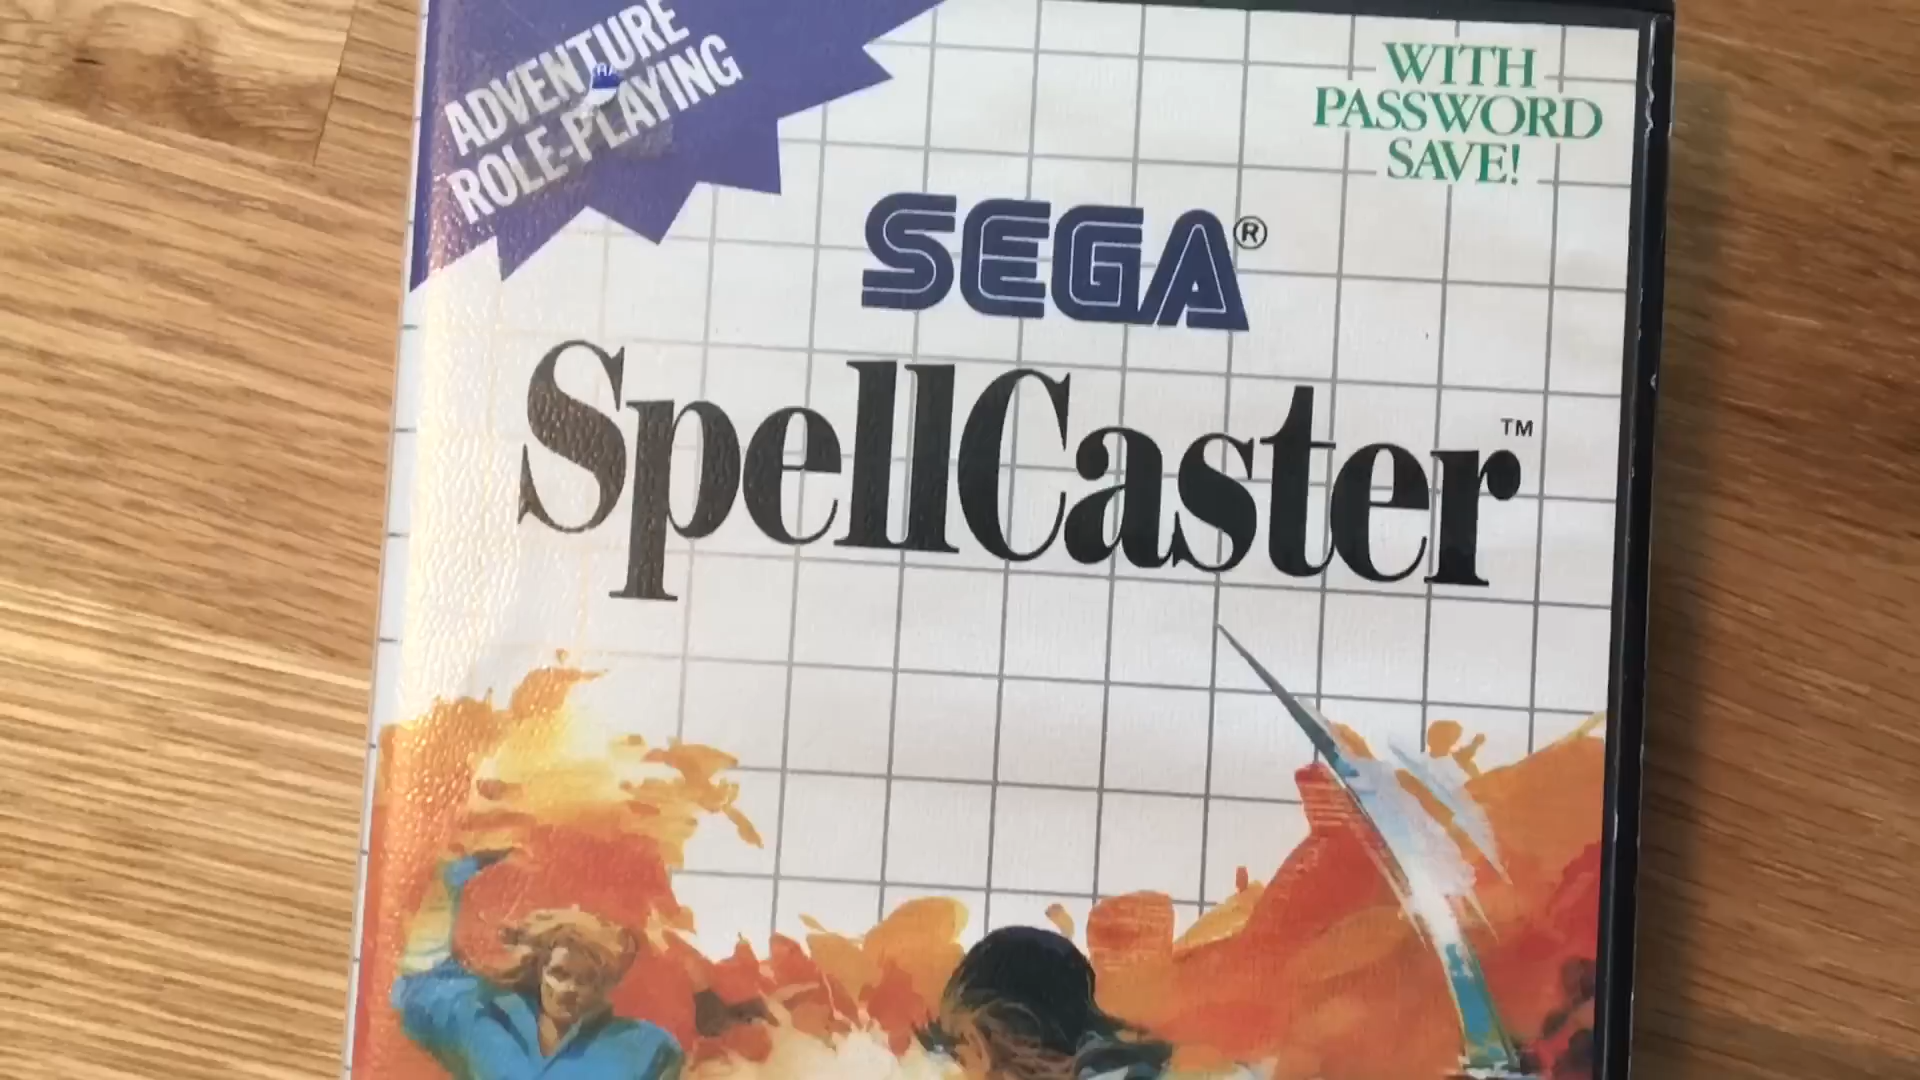 ADVENTURE
ROLE-PLAYING
WITH
PASSWORD
SAVE!
SEGA®
SpellCaster™